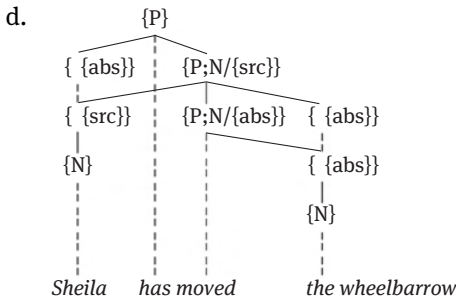 d.
{P}
{ {abs}} {P;N/{src}}
{ {src}} {P;N/{abs}} { {abs}}
{N} { {abs}}
{N}
Sheila has moved the wheelbarrow